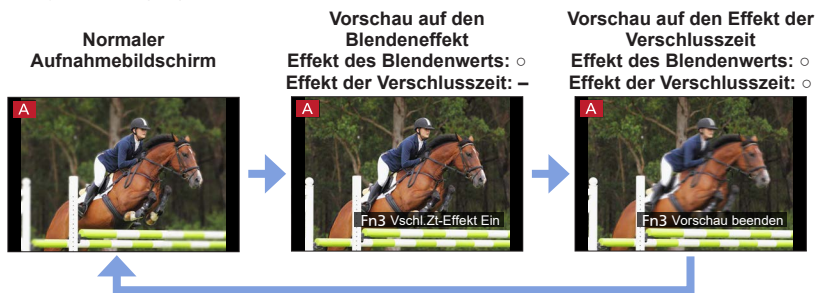 Normaler
Aufnahmebildschirm
Vorschau auf den
Blendeneffekt
Effekt des Blendenwerts: ○
Effekt der Verschlusszeit: –
Vorschau auf den Effekt der
Verschlusszeit
Effekt des Blendenwerts: ○
Effekt der Verschlusszeit: ○
A
A
Fn3 Vschl.Zt-Effekt Ein
A
Fn3 Vorschau beenden